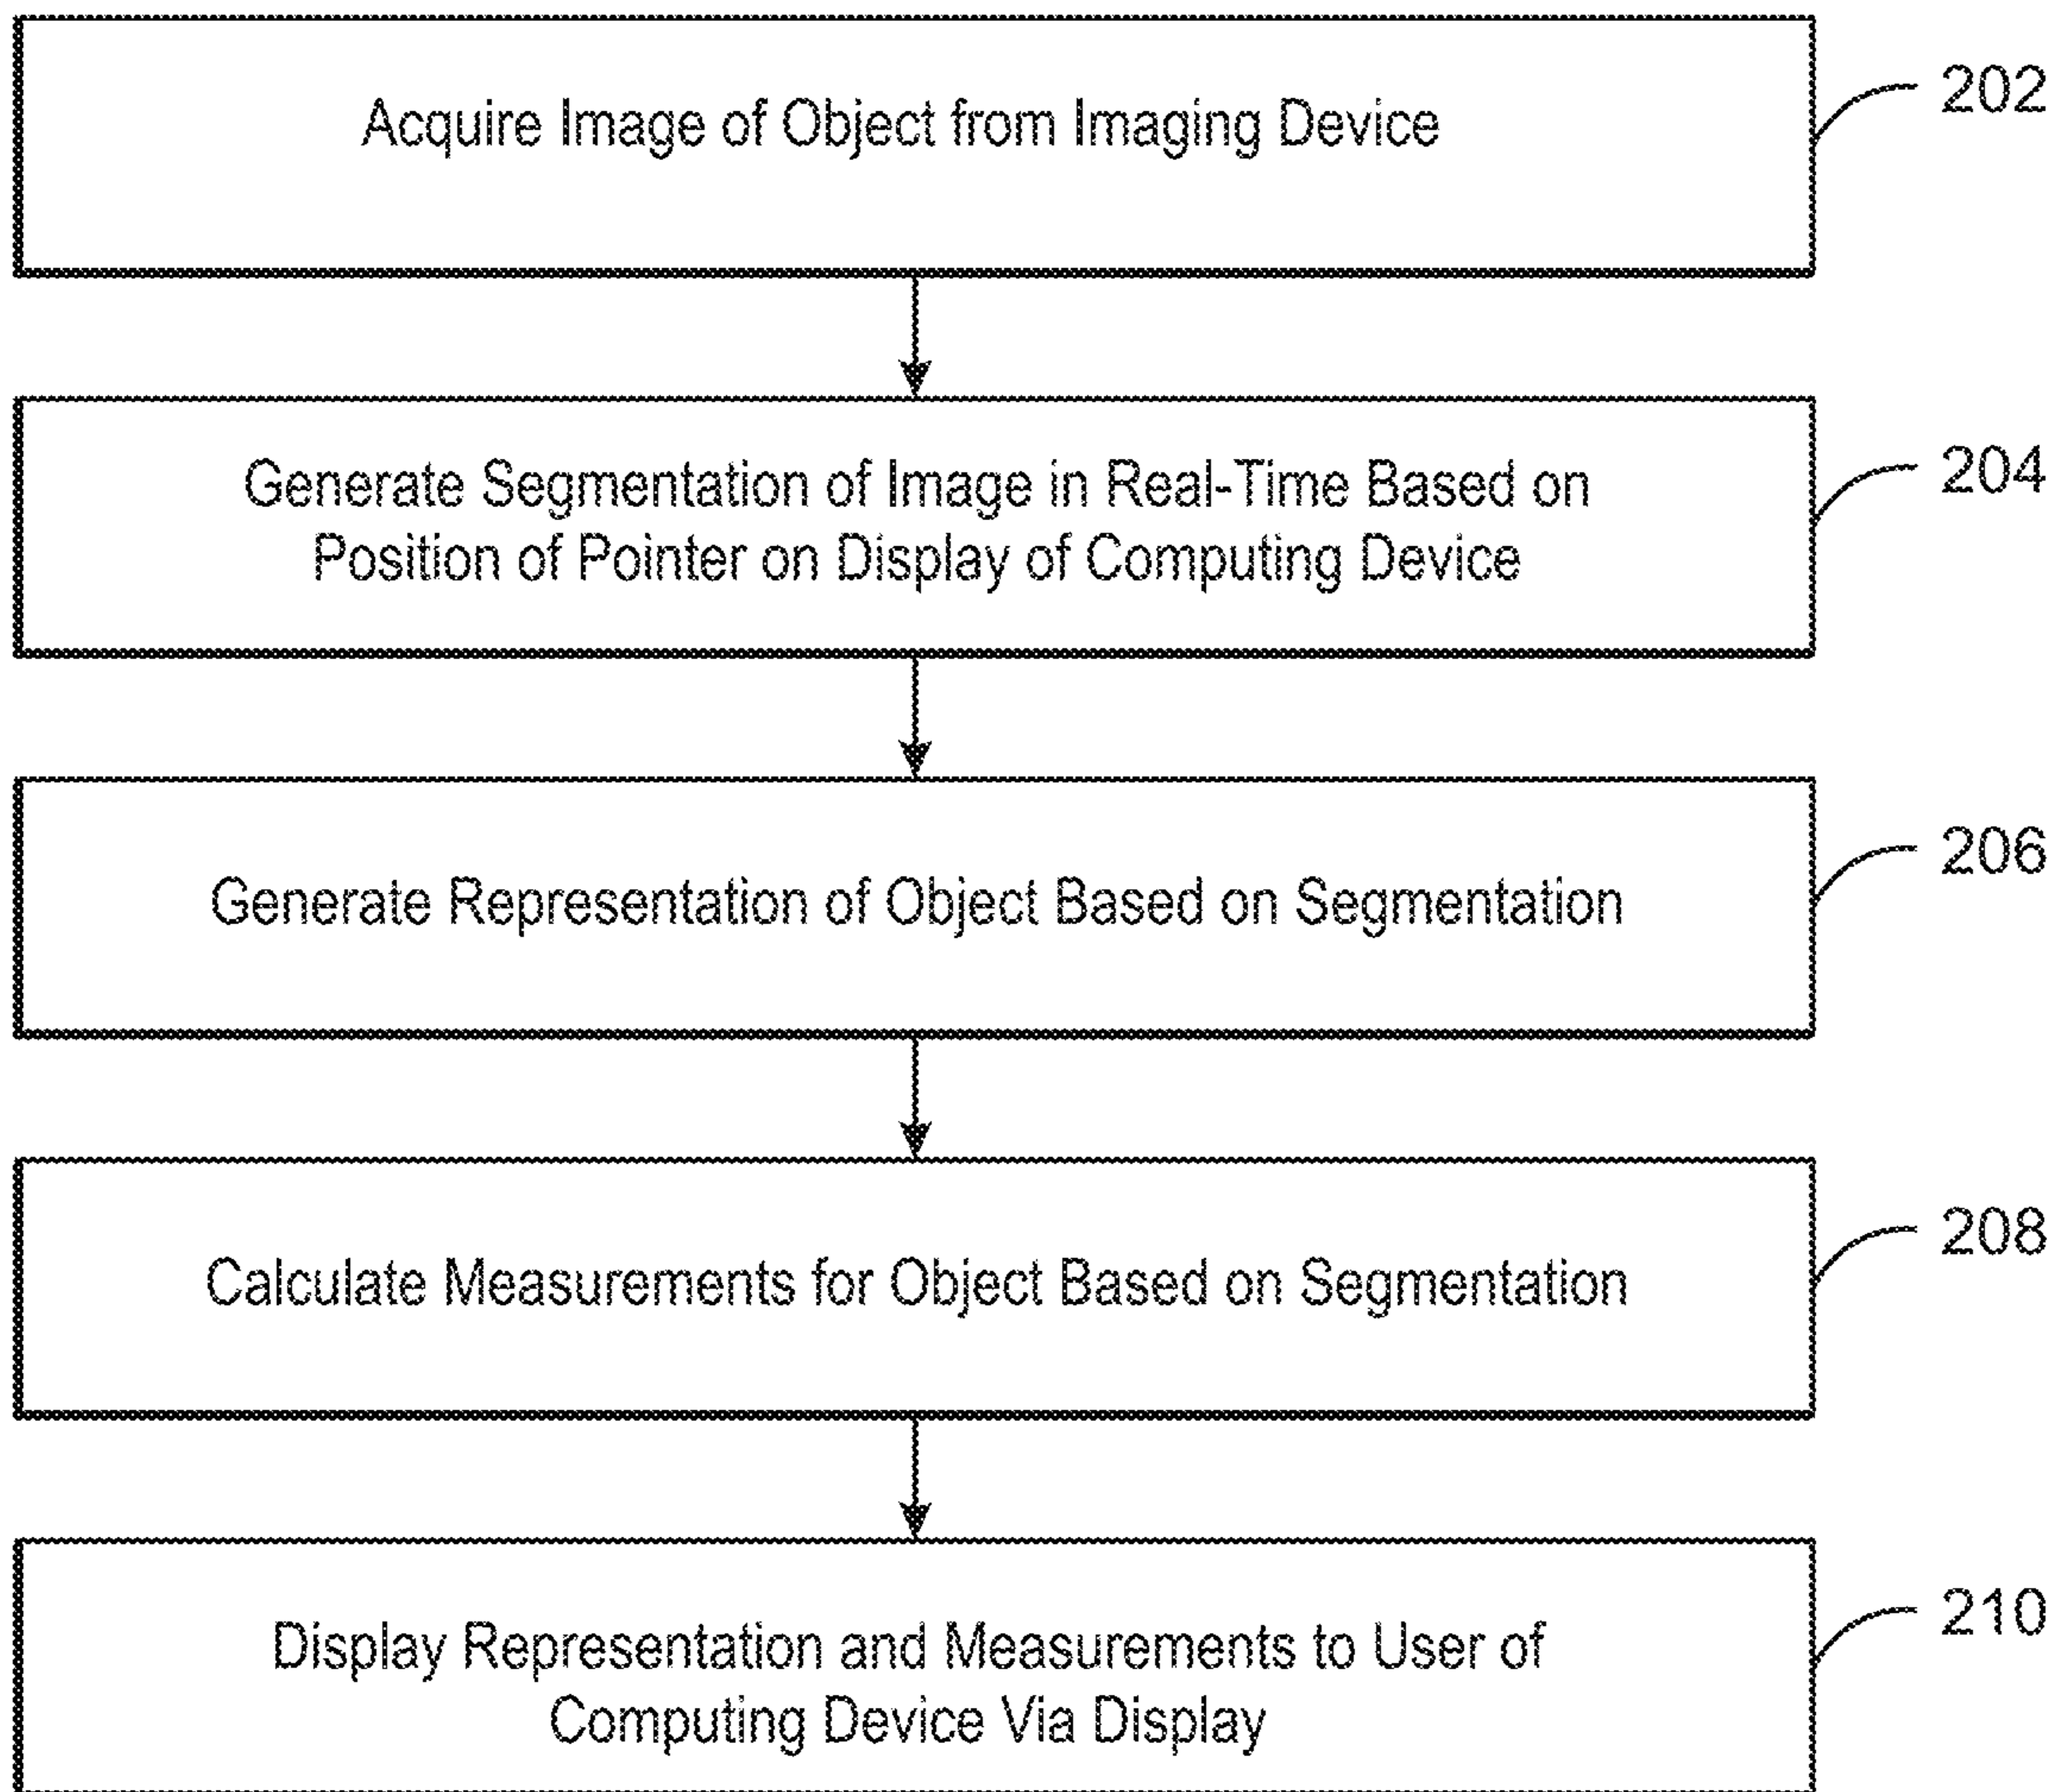 Acquire Image of Object from Imaging Device
202
Generate Segmentation of Image in Real-Time Based on
Position of Pointer on Display of Computing Device
204
Generate Representation of Object Based on Segmentation
206
Calculate Measurements for Object Based on Segmentation
208
Display Representation and Measurements to User of
Computing Device Via Display
210